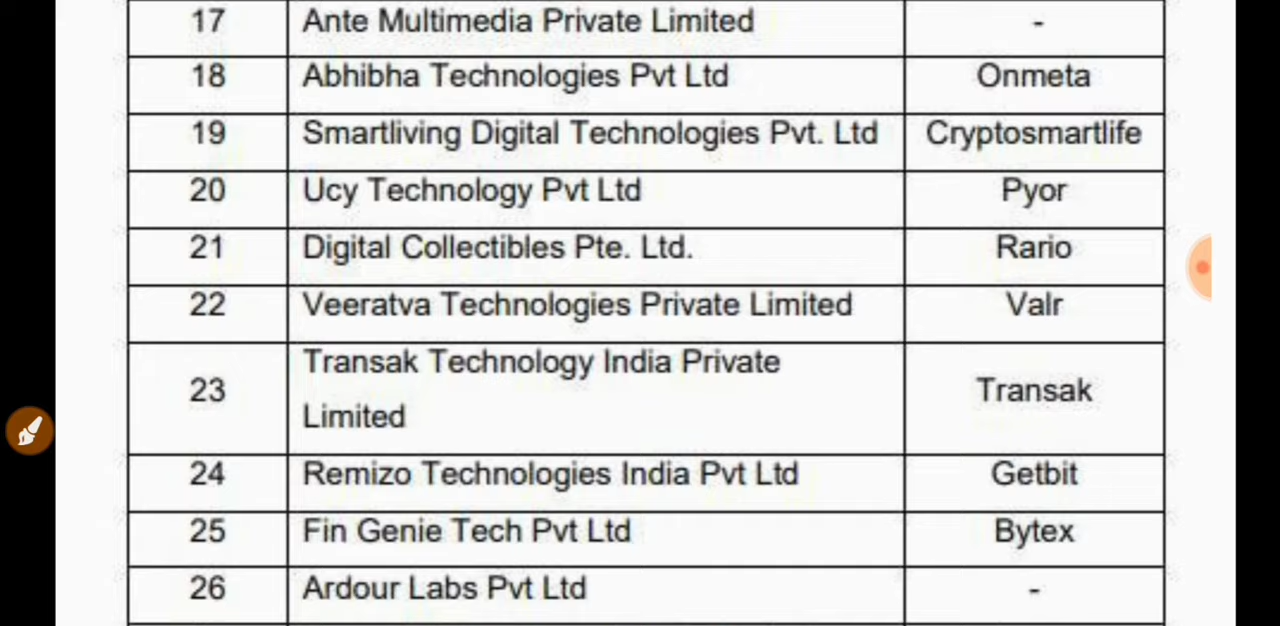 17 Ante Multimedia Private Limited -
18 Abhibha Technologies Pvt Ltd Onmeta
19 Smartliving Digital Technologies Pvt. Ltd Cryptosmartlife
20 Ucy Technology Pvt Ltd Pyor
21 Digital Collectibles Pte. Ltd. Rario
22 Veeratva Technologies Private Limited Valr
23 Transak Technology India Private Transak
Limited
24 Remizo Technologies India Pvt Ltd Getbit
25 Fin Genie Tech Pvt Ltd Bytex
26 Ardour Labs Pvt Ltd -